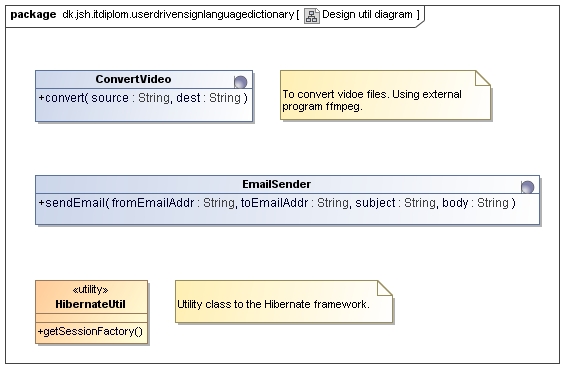 package dk.jsh.itdiplom.userdrivensignlanguagedictionary [ Design util diagram ]
ConvertVideo
+convert( source : String, dest : String )
To convert vidoe files. Using external
program ffmpeg.
EmailSender
+sendEmail( fromEmailAddr : String, toEmailAddr : String, subject : String, body : String )
«utility»
HibernateUtil
+getSessionFactory()
Utility class to the Hibernate framework.